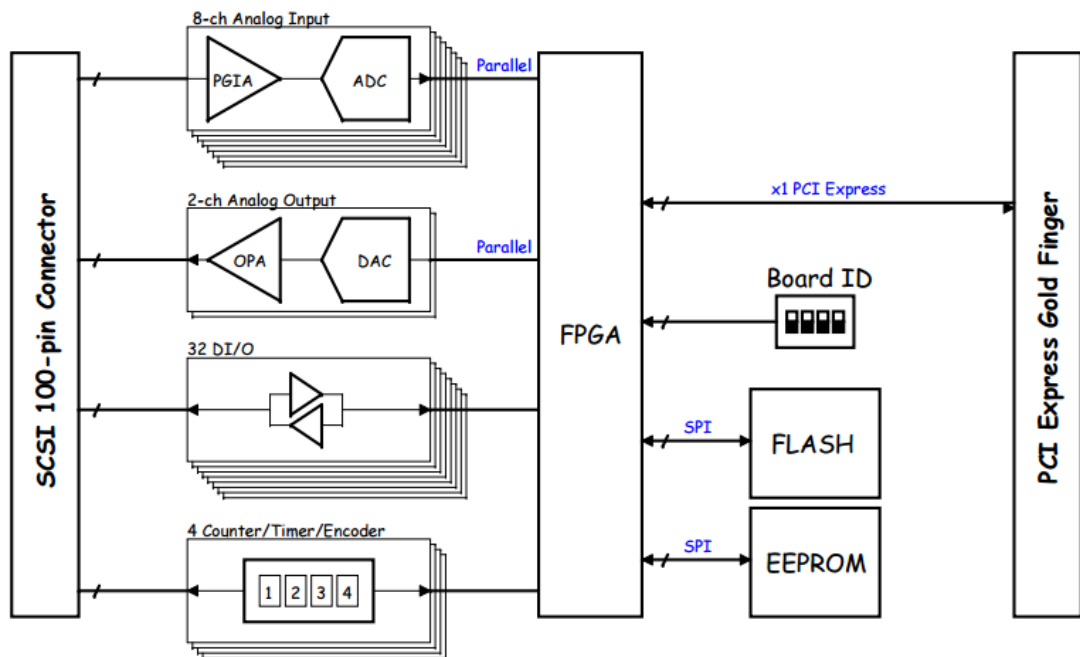 8-ch Analog Input
PGIA
ADC
Parallel
2-ch Analog Output
OPA
DAC
Parallel
32 DI/O
4 Counter/Timer/Encoder
1 2 3 4
SCSI 100-pin Connector
FPGA
x1 PCI Express
Board ID
SPI
FLASH
SPI
EEPROM
PCI Express Gold Finger